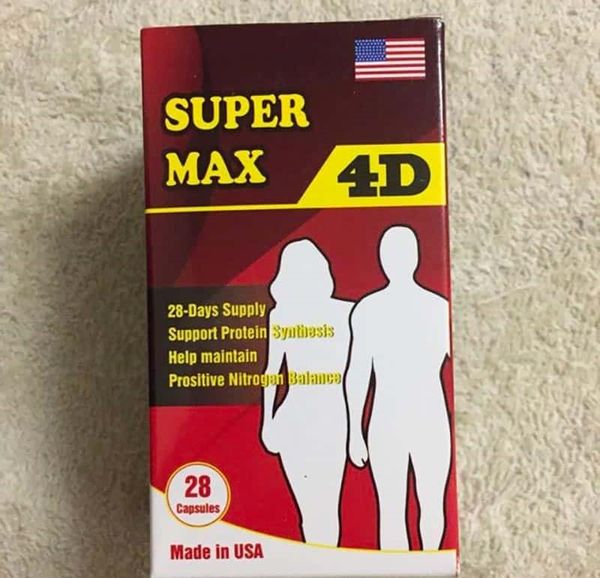 SUPER
MAX
4D
28-Days Supply
Support Protein Synthesis
Help maintain
Prositive Nitrogen Balance
28
Capsules
Made in USA